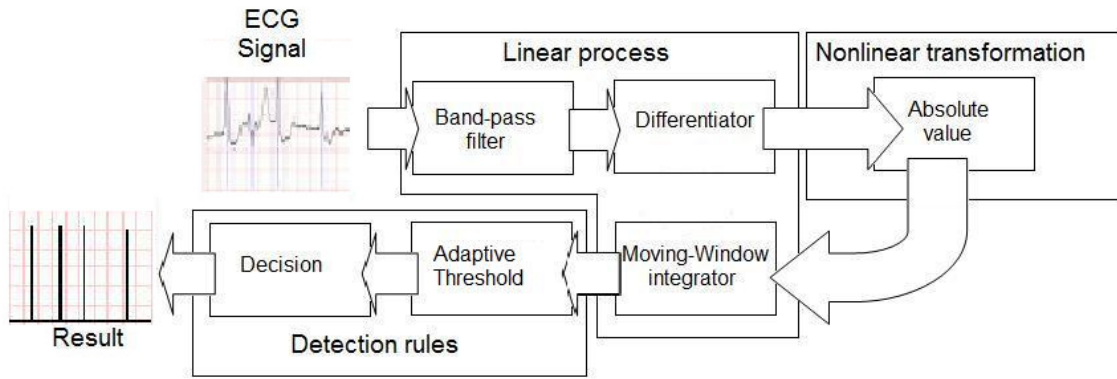 ECG
Signal
Linear process
Nonlinear transformation
Band-pass
filter
Differentiator
Absolute
value
Moving-Window
integrator
Adaptive
Threshold
Decision
Detection rules
Result